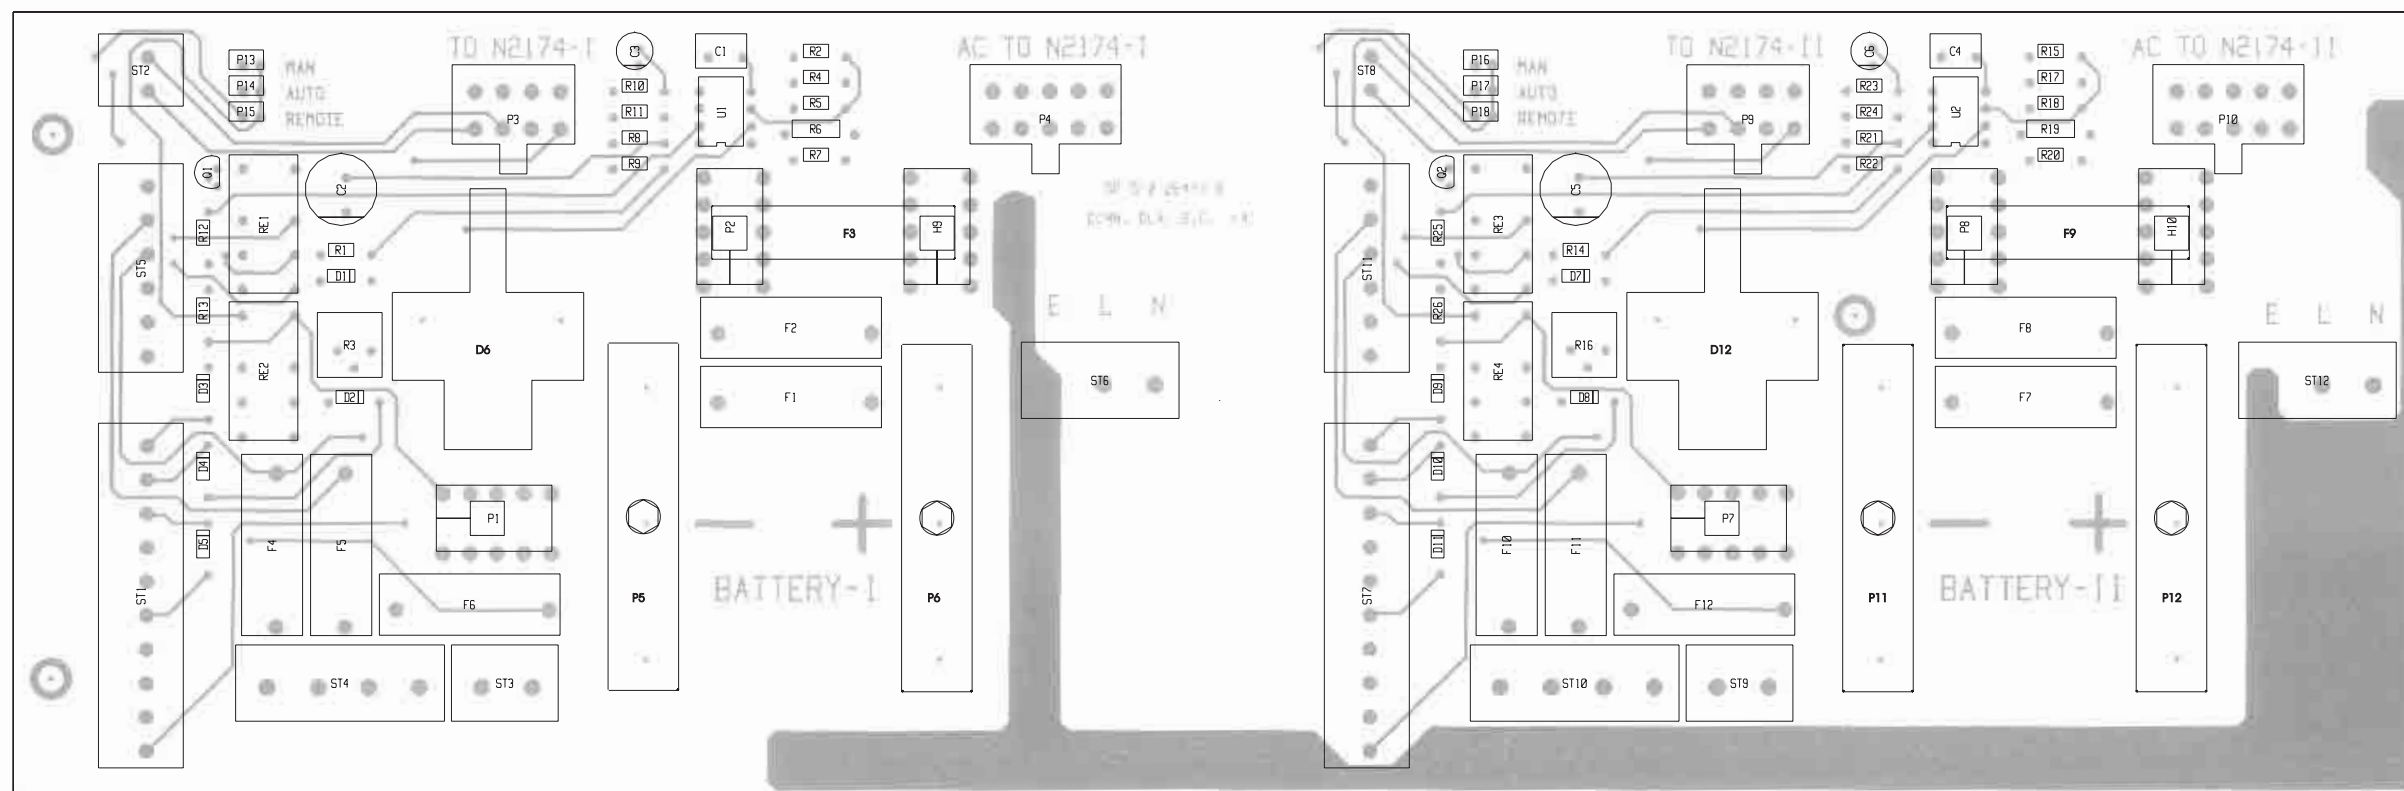 TO N2174-I
AC TO N2174-I
TO N2174-II
AC TO N2174-II
ST2
P13
MAN
P14
AUTO
P15
REMOTE
P3
C3
R10
R11
R8
R9
C1
U1
R2
R4
R5
R6
R7
P4
ST8
P16
MAN
P17
AUTO
P18
REMOTE
P9
C6
R23
R24
R21
R22
C4
U2
R15
R17
R18
R19
R20
P10
Q1
RE1
C2
R12
ST5
R1
D1
R13
RE2
R3
D6
D3
D2
P2
F3
H9
F2
F1
E L N
ST6
Q2
RE3
C5
R25
ST11
R14
D7
R26
RE4
R16
D12
D9
D8
P8
F9
H10
F8
F7
E L N
ST12
D4
D5
ST1
F4
F5
P1
F6
ST4
ST3
P5
P6
- +
BATTERY-I
D10
D11
ST7
F10
F11
P7
F12
ST10
ST9
P11
P12
- +
BATTERY-II